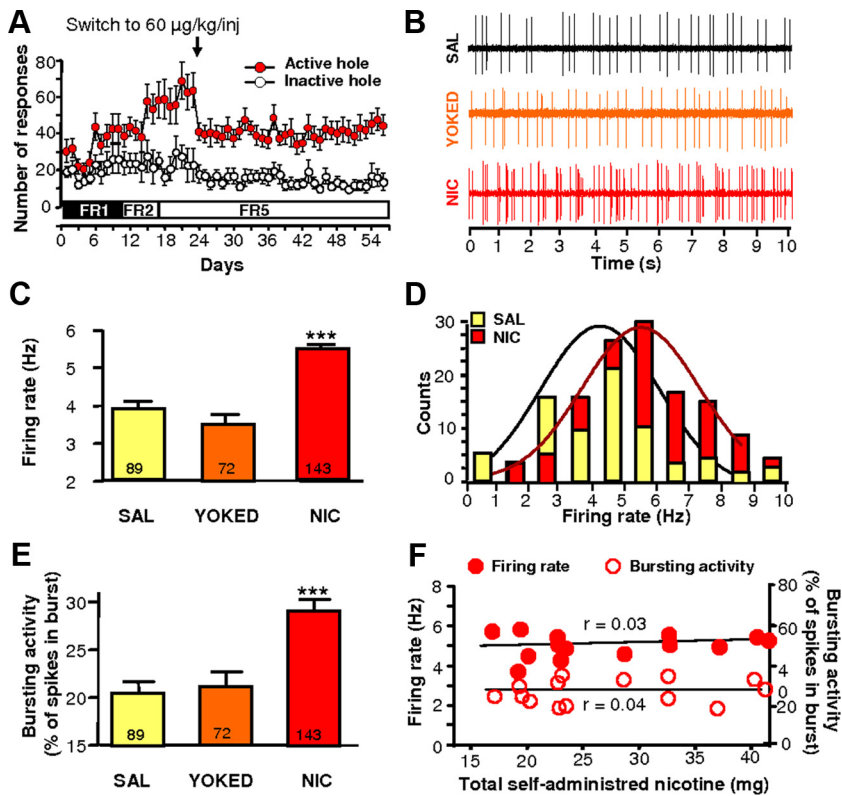 A
Switch to 60 µg/kg/inj
Active hole
Inactive hole
Number of responses
80
60
40
20
0
FR1 FR2 FR5
0 6 12 18 24 30 36 42 48 54
Days
B
SAL
YOKED
NIC
0 1 2 3 4 5 6 7 8 9 10
Time (s)
C
Firing rate (Hz)
6
5
4
3
2
89 72 143
***
SAL YOKED NIC
D
SAL
NIC
Counts
30
20
10
0
0 1 2 3 4 5 6 7 8 9 10
Firing rate (Hz)
E
Bursting activity
(% of spikes in burst)
30
25
20
15
89 72 143
***
SAL YOKED NIC
F
Firing rate Bursting activity
Firing rate (Hz)
8
6
4
2
0
r = 0.03
r = 0.04
80
60
40
20
0
Bursting activity
(% of spikes in burst)
15 20 25 30 35 40
Total self-administred nicotine (mg)